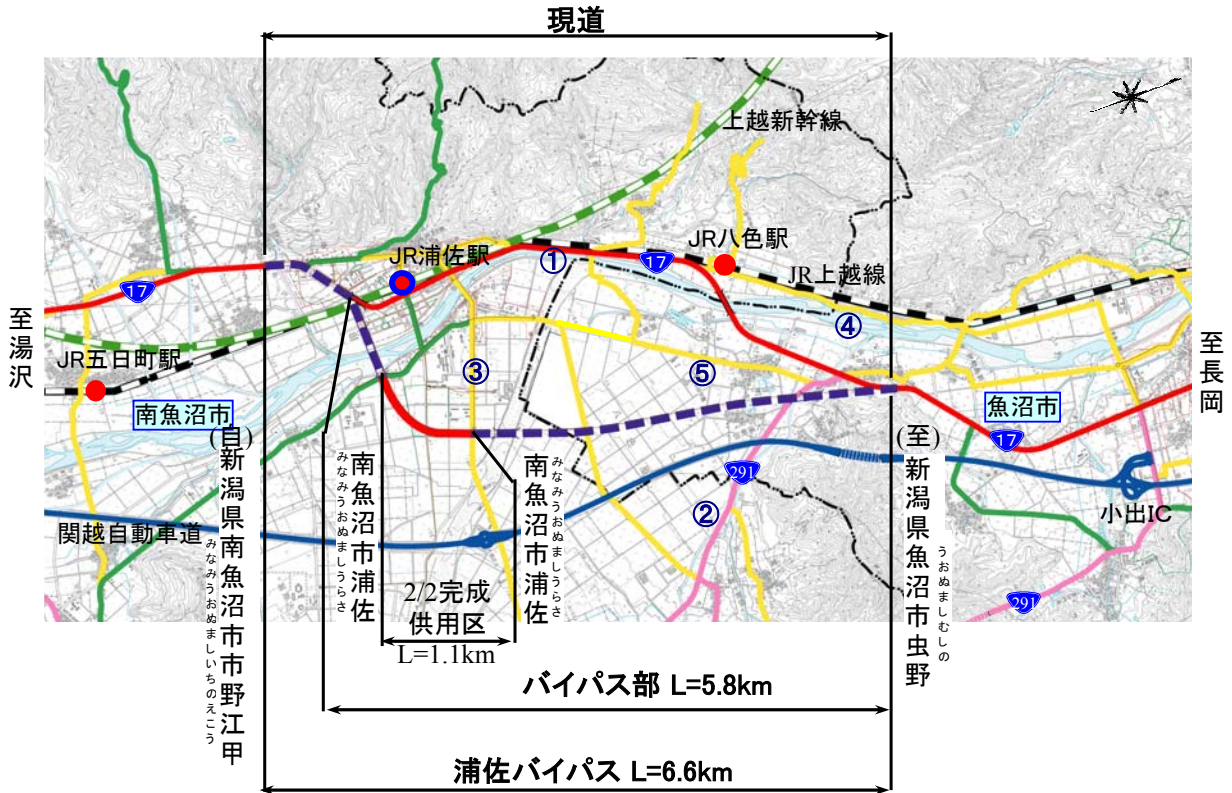 現道
上越新幹線
JR浦佐駅
①
17
JR八色駅
JR上越線
17
④
至湯沢
JR五日町駅
③
⑤
至長岡
南魚沼市
魚沼市
17
(自)新潟県南魚沼市市野江甲
みなみうおぬましいちのえこう
南魚沼市浦佐
みなみうおぬましうらさ
南魚沼市浦佐
みなみうおぬましうらさ
291
②
(至)新潟県魚沼市虫野
うおぬましむしの
小出IC
関越自動車道
291
2/2完成
供用区
L=1.1km
バイパス部 L=5.8km
浦佐バイパス L=6.6km